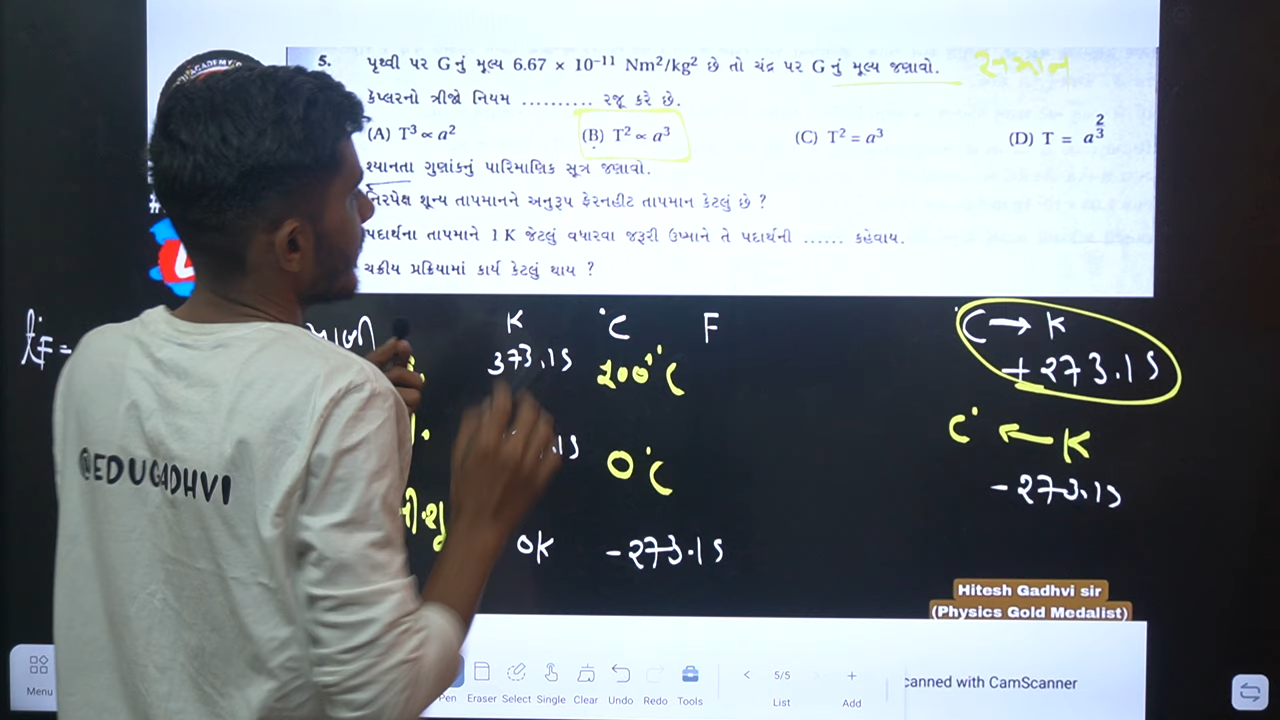 5. પૃથ્વી પર G નું મૂલ્ય 6.67 × 10⁻¹¹ Nm²/kg² છે તો ચંદ્ર પર G નું મૂલ્ય જણાવો. સમાન
કેપ્લરનો ત્રીજો નિયમ .......... રજૂ કરે છે.
(A) T³ ∝ a² (B) T² ∝ a³ (C) T² = a³ (D) T = a^(2/3)
શ્યાનતા ગુણાંકનું પારિમાણિક સૂત્ર જણાવો.
નિરપેક્ષ શૂન્ય તાપમાનને અનુરૂપ ફેરનહીટ તાપમાન કેટલું છે ?
પદાર્થના તાપમાને 1 K જેટલું વધારવા જરૂરી ઉષ્માને તે પદાર્થની ...... કહેવાય.
ચક્રીય પ્રક્રિયામાં કાર્ય કેટલું થાય ?
K °C F °C → K
373.15 100°C +273.15
.15 0°C C° ← K
-273.15
0K -273.15
@EDUGADHVI
Hitesh Gadhvi sir
(Physics Gold Medalist)
Menu Pen Eraser Select Single Clear Undo Redo Tools < 5/5 List + Add
canned with CamScanner